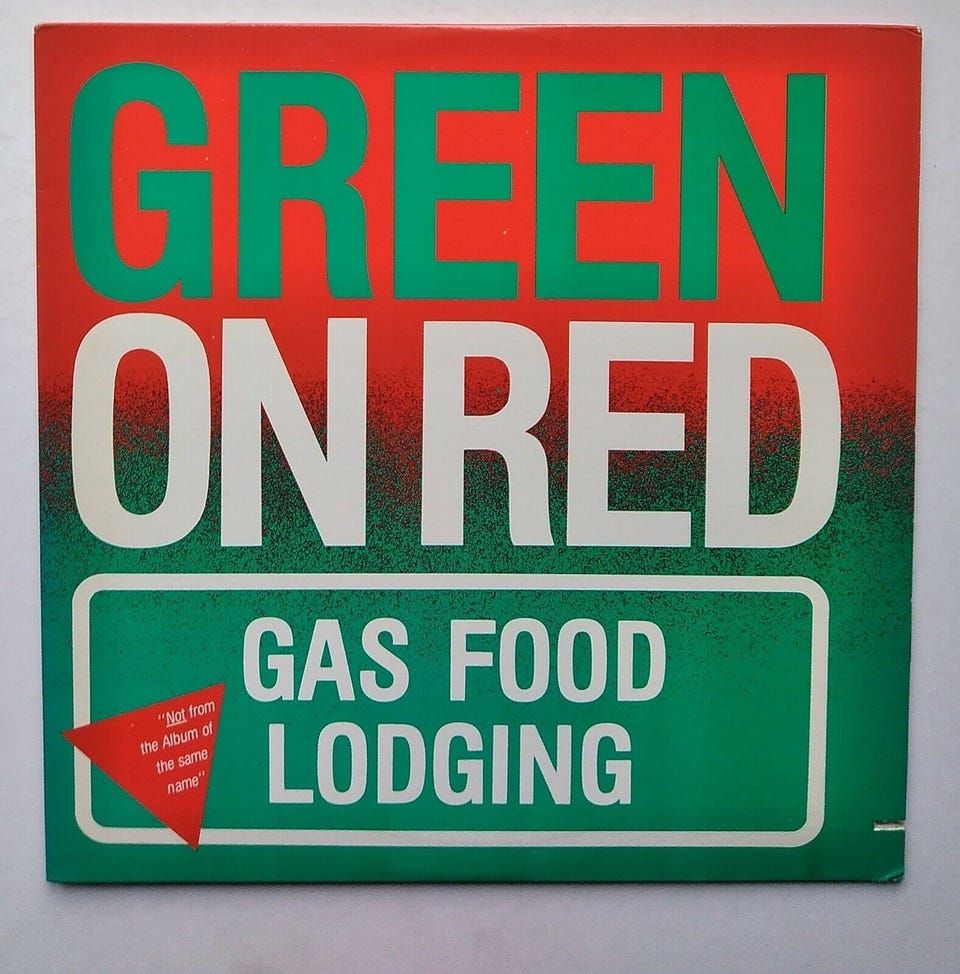 GREEN
ON RED
GAS FOOD
LODGING
"Not from
the Album of
the same
name"